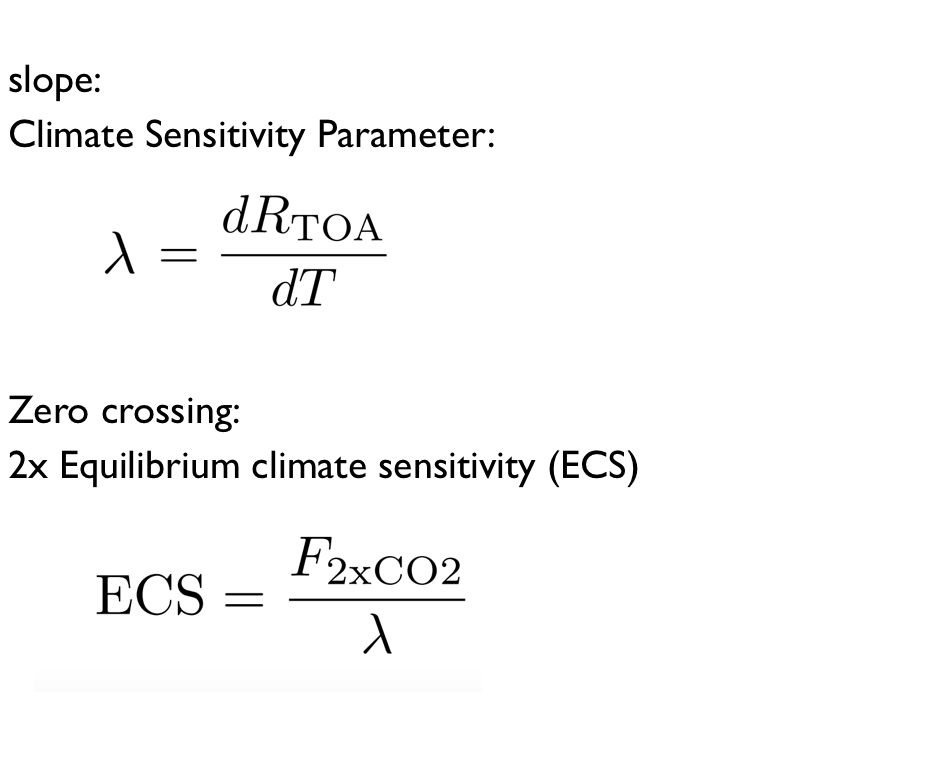 slope:
Climate Sensitivity Parameter:
λ = dR_TOA / dT
Zero crossing:
2x Equilibrium climate sensitivity (ECS)
ECS = F_2xCO2 / λ